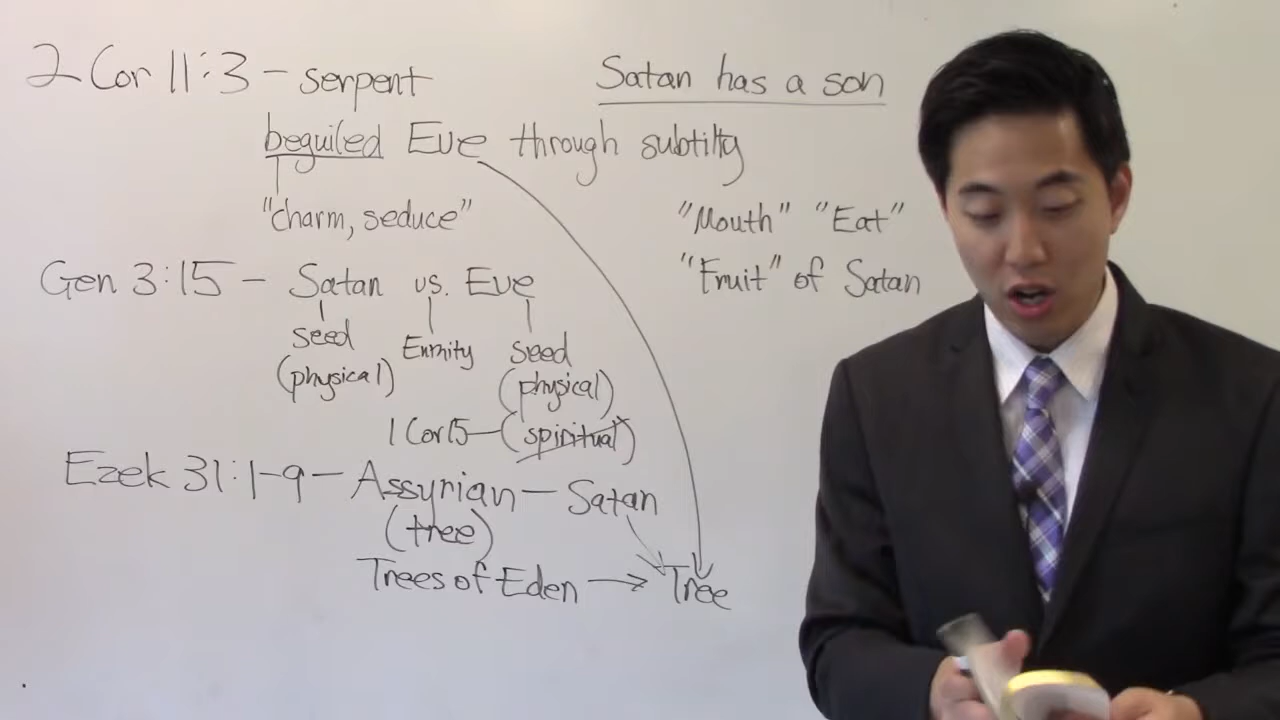 2 Cor 11:3 - serpent
Satan has a son
beguiled Eve through subtilty
"charm, seduce"
"Mouth" "Eat"
"Fruit" of Satan
Gen 3:15 - Satan vs. Eve
seed Enmity seed
(physical) (physical)
1 Cor 15 - (spiritual)
Ezek 31:1-9 - Assyrian - Satan
(tree)
Trees of Eden → Tree